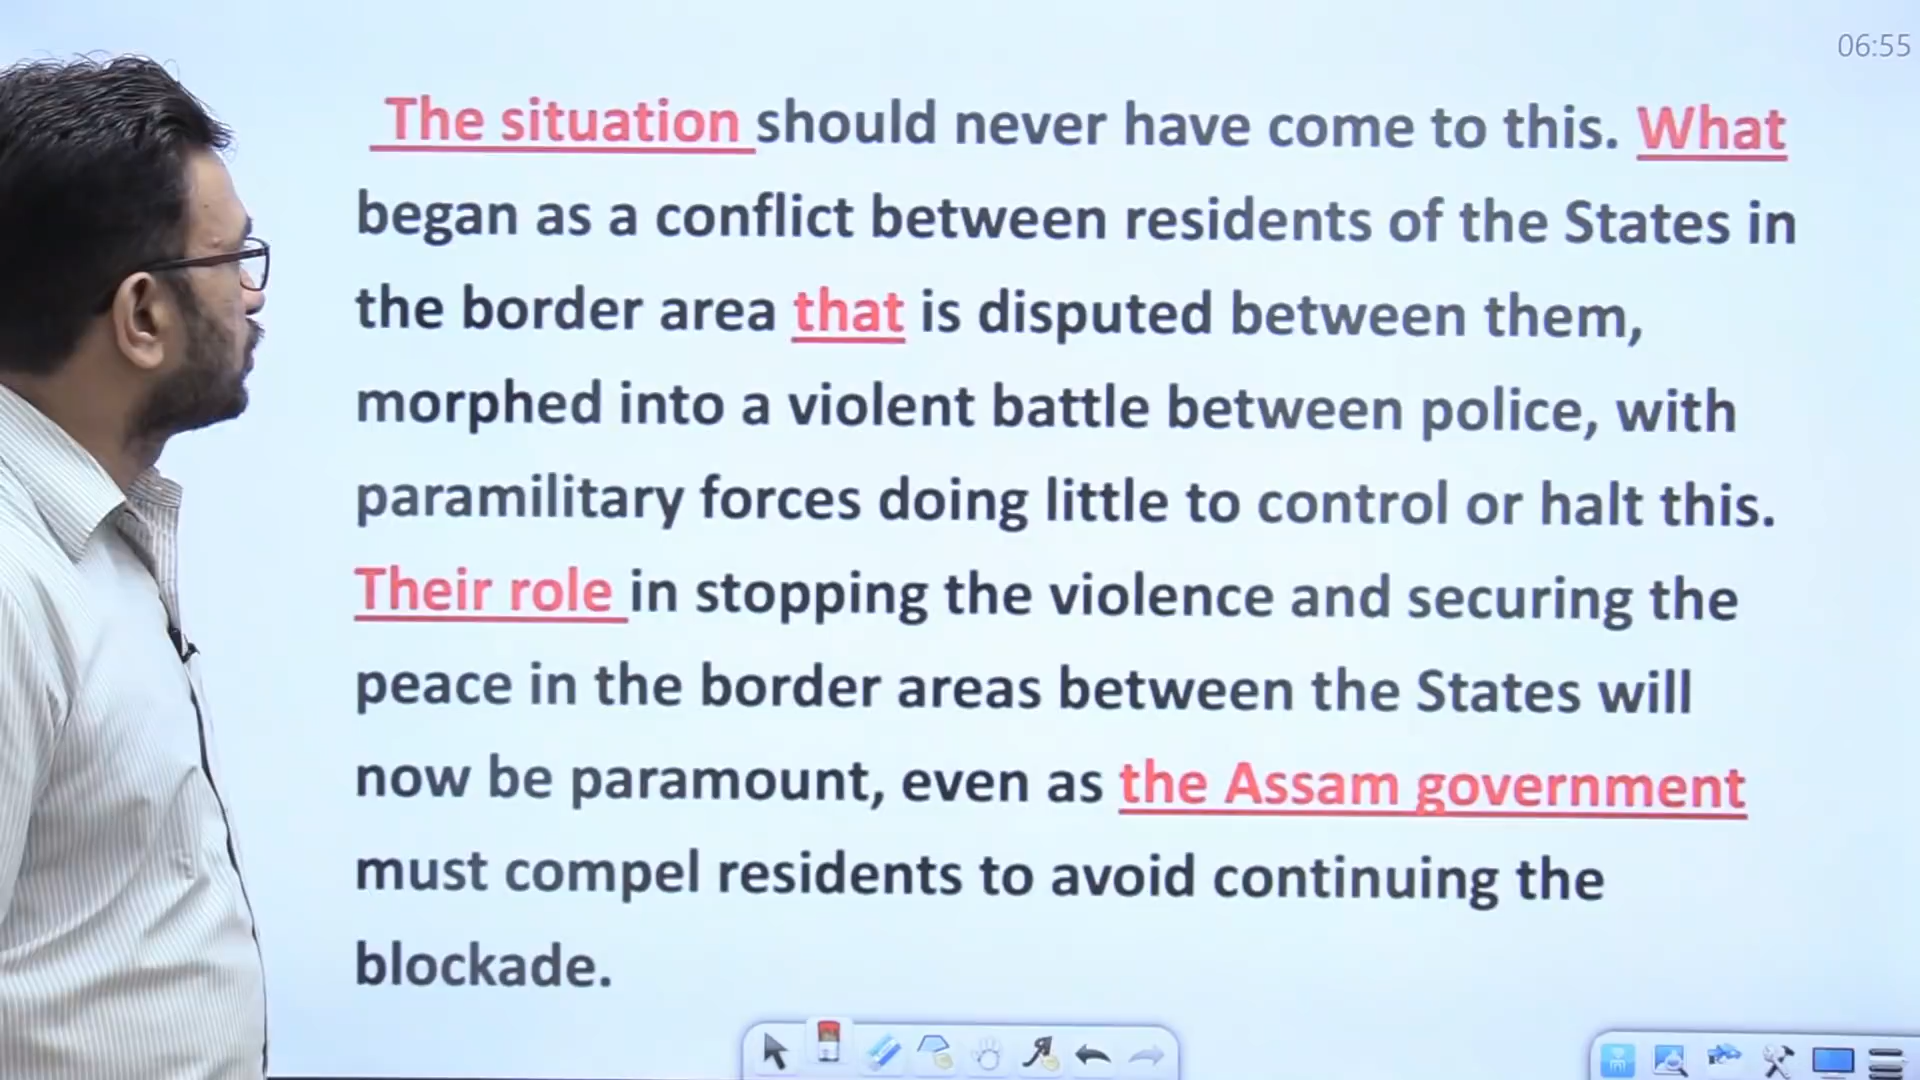 06:55
The situation should never have come to this. What
began as a conflict between residents of the States in
the border area that is disputed between them,
morphed into a violent battle between police, with
paramilitary forces doing little to control or halt this.
Their role in stopping the violence and securing the
peace in the border areas between the States will
now be paramount, even as the Assam government
must compel residents to avoid continuing the
blockade.